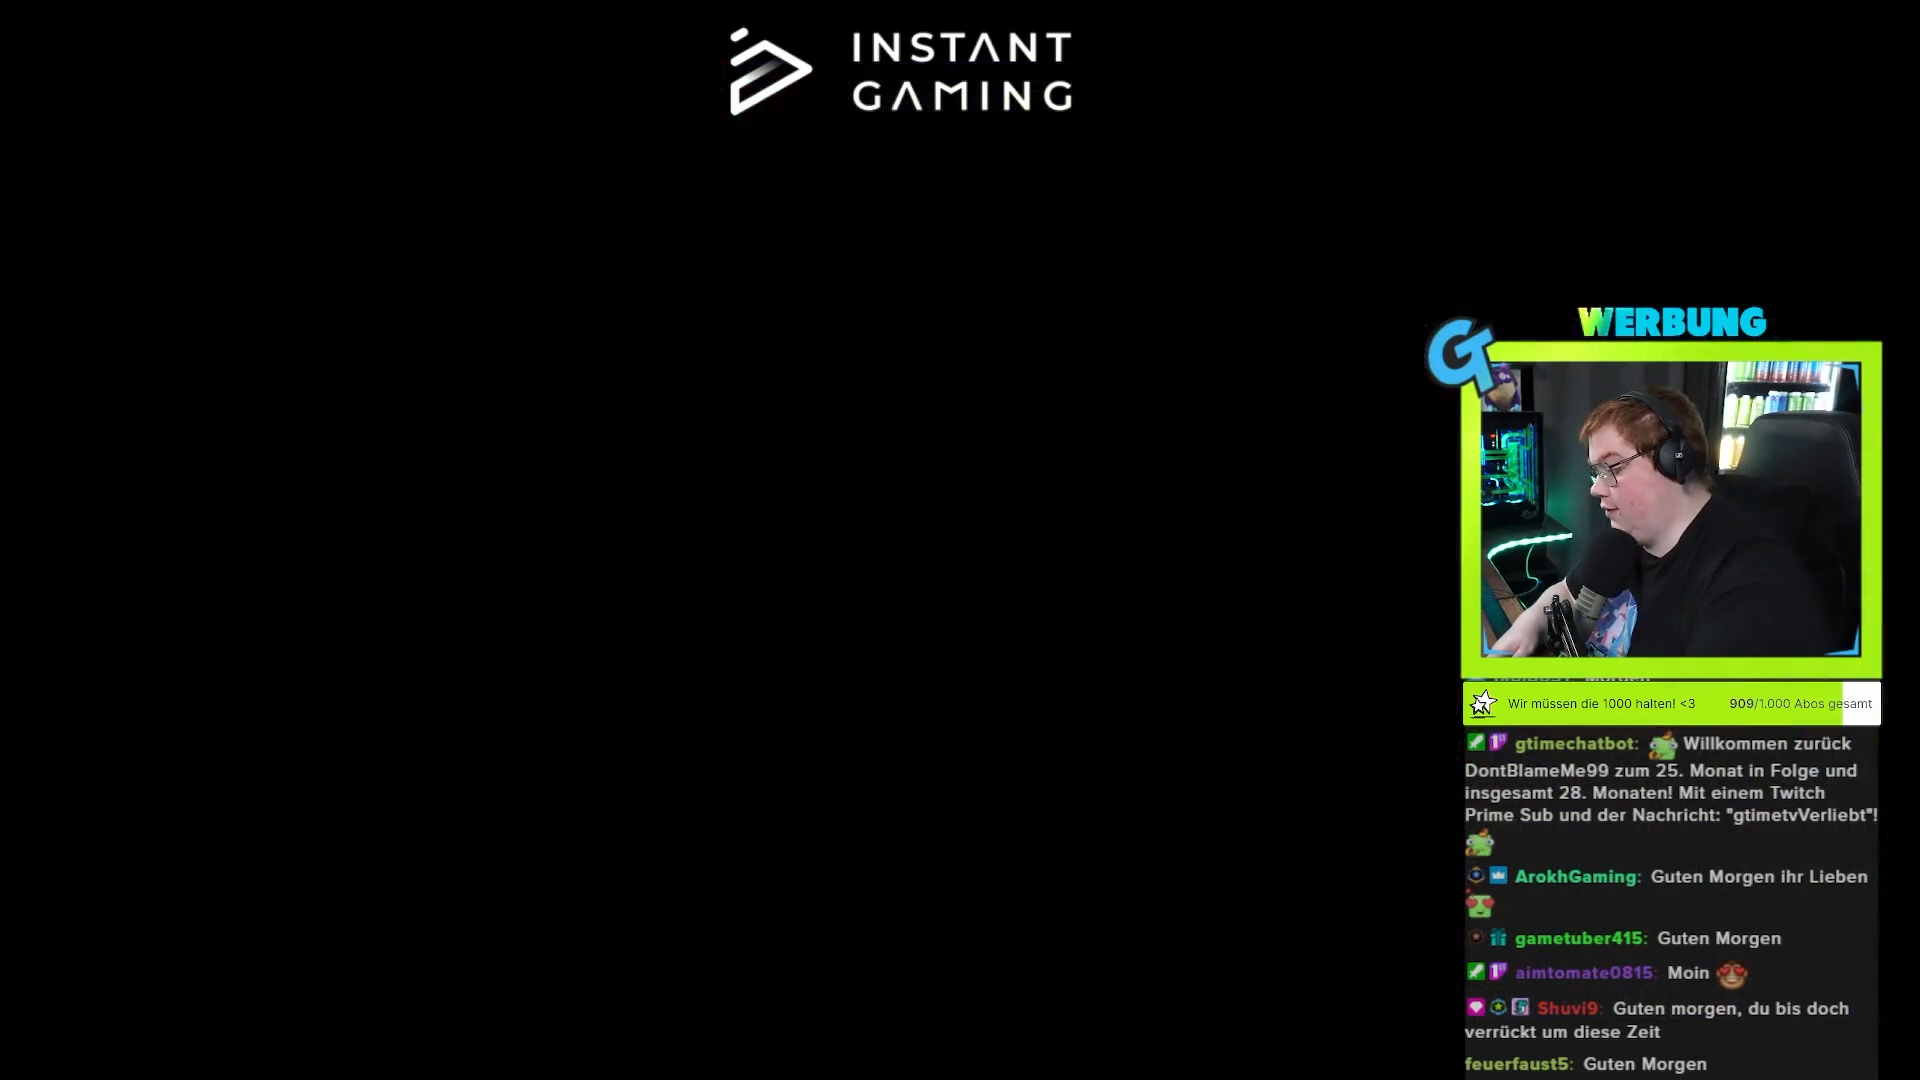 INSTANT
GAMING
WERBUNG
GT
Wir müssen die 1000 halten! <3 909/1.000 Abos gesamt
gtimechatbot: Willkommen zurück
DontBlameMe99 zum 25. Monat in Folge und
insgesamt 28. Monaten! Mit einem Twitch
Prime Sub und der Nachricht: "gtimetvVerliebt"!
ArokhGaming: Guten Morgen ihr Lieben
gametuber415: Guten Morgen
aimtomate0815: Moin
Shuvi9: Guten morgen, du bis doch
verrückt um diese Zeit
feuerfaust5: Guten Morgen